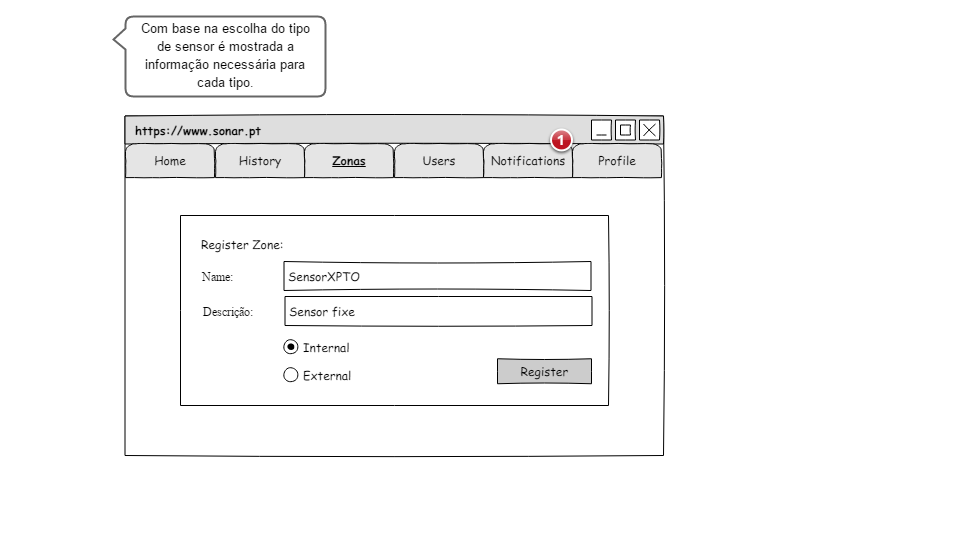 Com base na escolha do tipo
de sensor é mostrada a
informação necessária para
cada tipo.
https://www.sonar.pt
1
Home History Zonas Users Notifications Profile
Register Zone:
Name: SensorXPTO
Descrição: Sensor fixe
Internal
External
Register